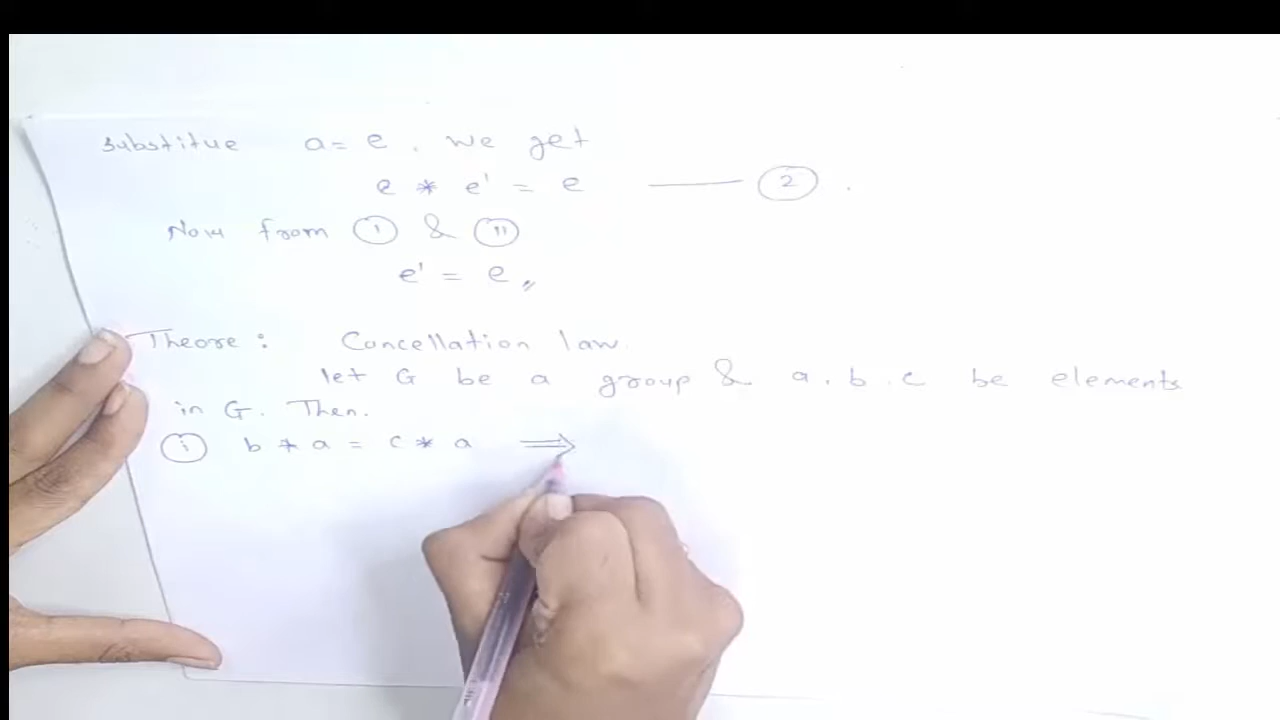 substitue a = e . we get
e * e' = e —— (2) .
Now from (1) & (11)
e' = e //
Theore : Cancellation law.
let G be a group & a, b, c be elements
in G. Then.
(i) b * a = c * a ⟹